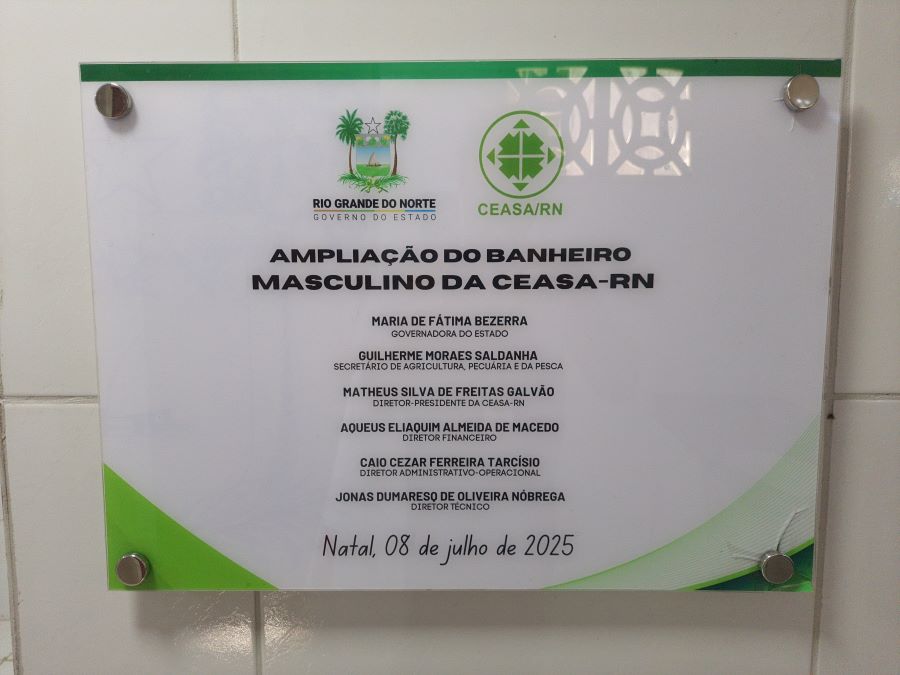 RIO GRANDE DO NORTE
GOVERNO DO ESTADO
CEASA/RN
AMPLIAÇÃO DO BANHEIRO
MASCULINO DA CEASA-RN
MARIA DE FÁTIMA BEZERRA
GOVERNADORA DO ESTADO
GUILHERME MORAES SALDANHA
SECRETÁRIO DE AGRICULTURA, PECUÁRIA E DA PESCA
MATHEUS SILVA DE FREITAS GALVÃO
DIRETOR-PRESIDENTE DA CEASA-RN
AQUEUS ELIAQUIM ALMEIDA DE MACEDO
DIRETOR FINANCEIRO
CAIO CEZAR FERREIRA TARCÍSIO
DIRETOR ADMINISTRATIVO-OPERACIONAL
JONAS DUMARESQ DE OLIVEIRA NÓBREGA
DIRETOR TÉCNICO
Natal, 08 de julho de 2025